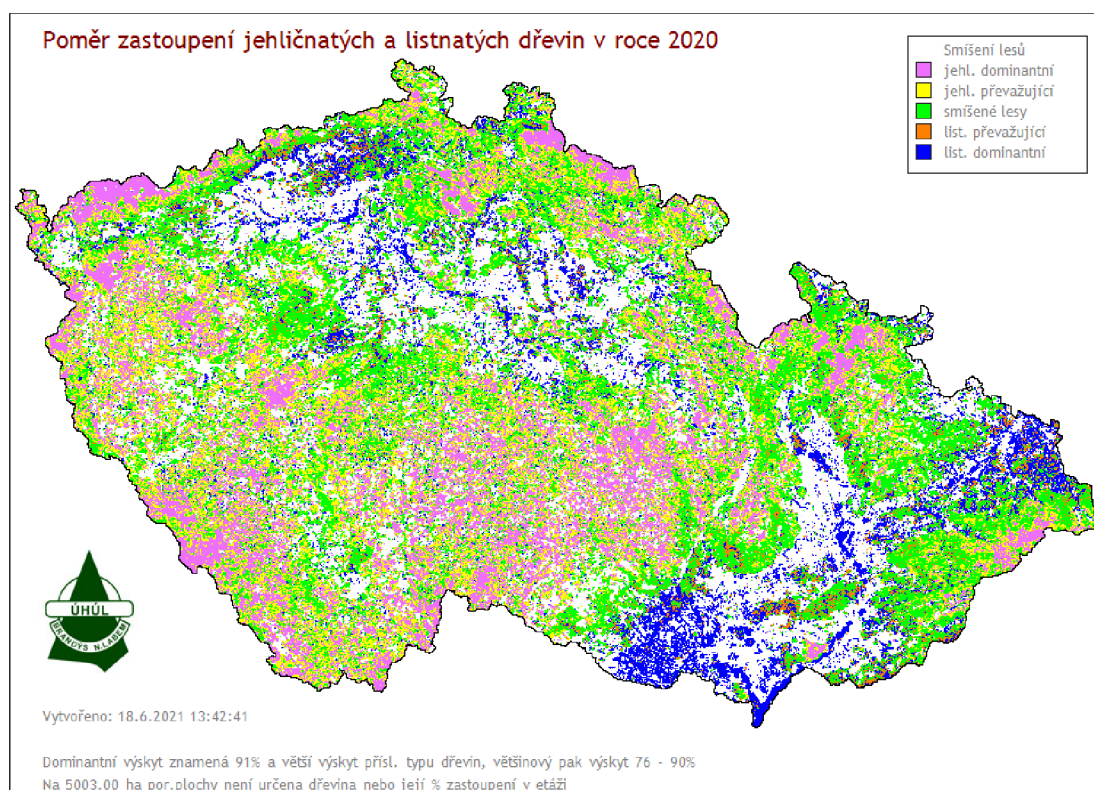 Poměr zastoupení jehličnatých a listnatých dřevin v roce 2020
Smíšení lesů
jehl. dominantní
jehl. převažující
smíšené lesy
list. převažující
list. dominantní
ÚHÚL
BRANDÝS N.LABEM
Vytvořeno: 18.6.2021 13:42:41
Dominantní výskyt znamená 91% a větší výskyt přísl. typu dřevin, většinový pak výskyt 76 - 90%
Na 5003.00 ha por.plochy není určena dřevina nebo její % zastoupení v etáži